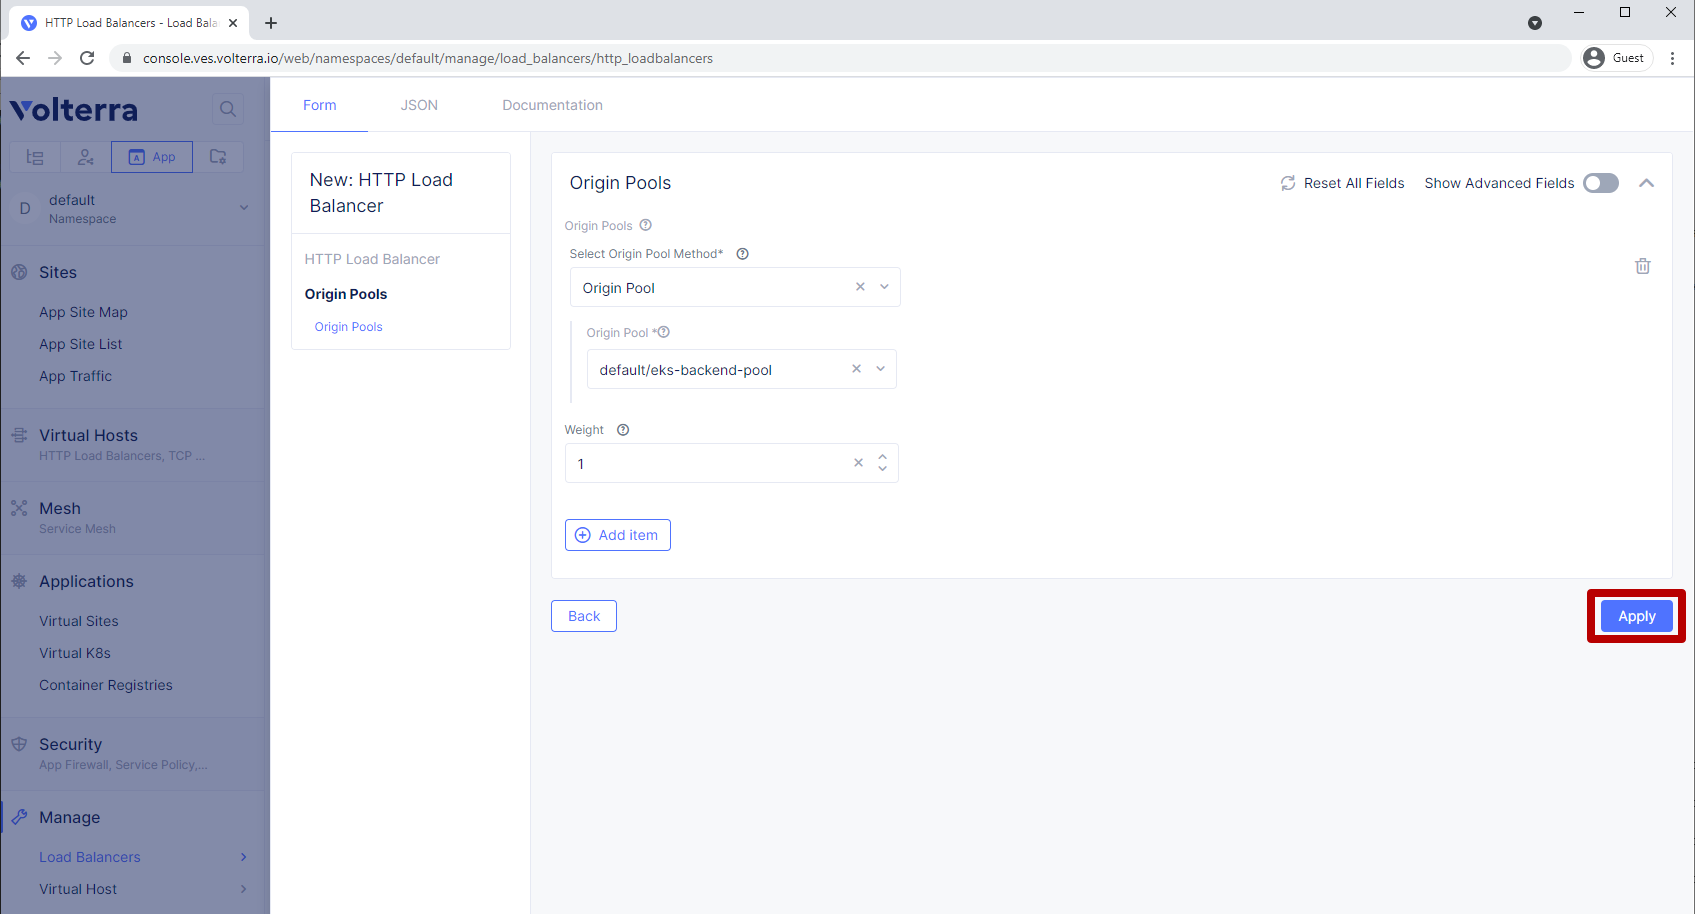 HTTP Load Balancers - Load Bala
console.ves.volterra.io/web/namespaces/default/manage/load_balancers/http_loadbalancers
Guest
Volterra
App
D
default
Namespace
Sites
App Site Map
App Site List
App Traffic
Virtual Hosts
HTTP Load Balancers, TCP ...
Mesh
Service Mesh
Applications
Virtual Sites
Virtual K8s
Container Registries
Security
App Firewall, Service Policy,...
Manage
Load Balancers
Virtual Host
Form
JSON
Documentation
New: HTTP Load
Balancer
HTTP Load Balancer
Origin Pools
Origin Pools
Origin Pools
Reset All Fields
Show Advanced Fields
Origin Pools
Select Origin Pool Method*
Origin Pool
Origin Pool *
default/eks-backend-pool
Weight
1
Add item
Back
Apply